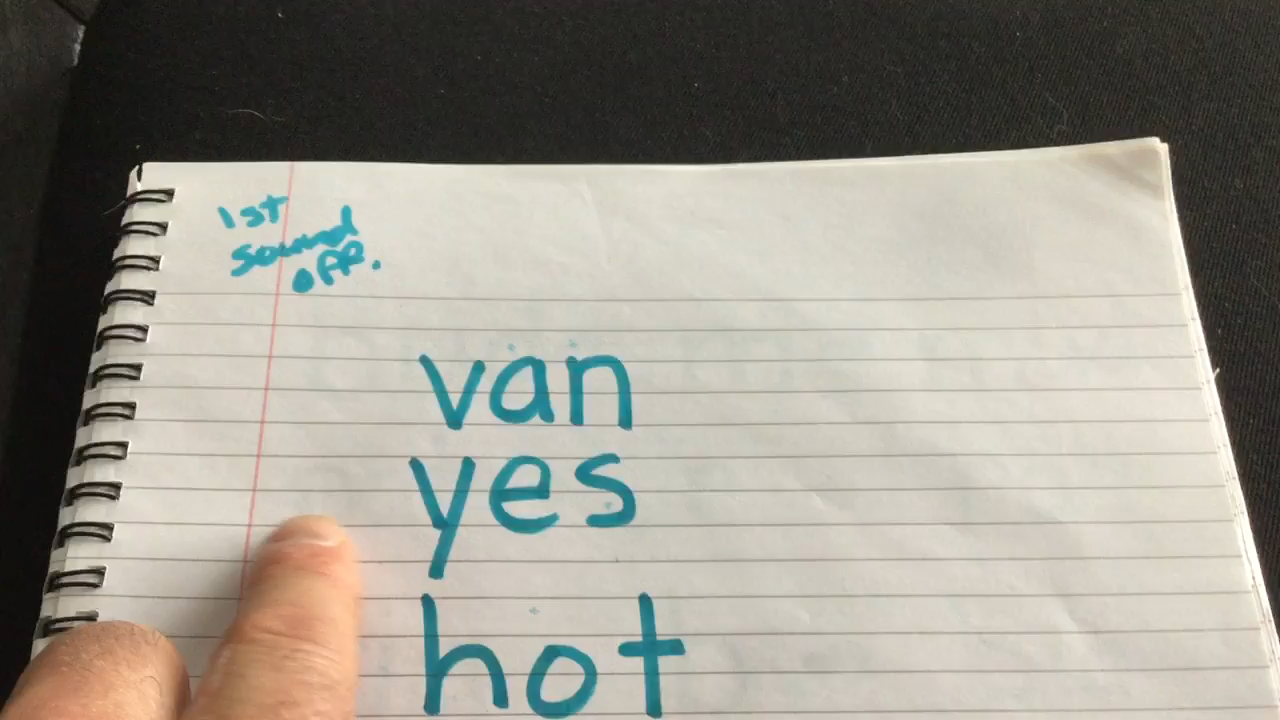 1st
sound
off.
van
yes
hot